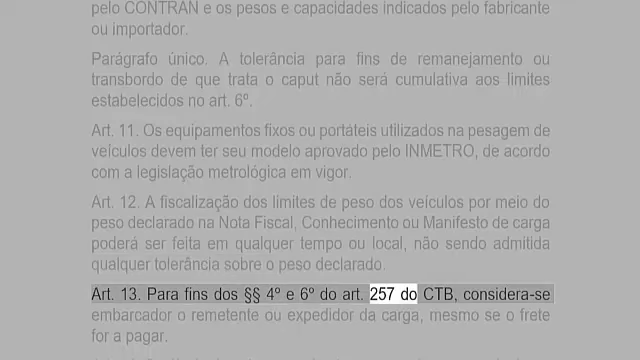 pelo CONTRAN e os pesos e capacidades indicados pelo fabricante
ou importador.
Parágrafo único. A tolerância para fins de remanejamento ou
transbordo de que trata o caput não será cumulativa aos limites
estabelecidos no art. 6º.
Art. 11. Os equipamentos fixos ou portáteis utilizados na pesagem de
veículos devem ter seu modelo aprovado pelo INMETRO, de acordo
com a legislação metrológica em vigor.
Art. 12. A fiscalização dos limites de peso dos veículos por meio do
peso declarado na Nota Fiscal, Conhecimento ou Manifesto de carga
poderá ser feita em qualquer tempo ou local, não sendo admitida
qualquer tolerância sobre o peso declarado.
Art. 13. Para fins dos §§ 4º e 6º do art. 257 do CTB, considera-se
embarcador o remetente ou expedidor da carga, mesmo se o frete
for a pagar.